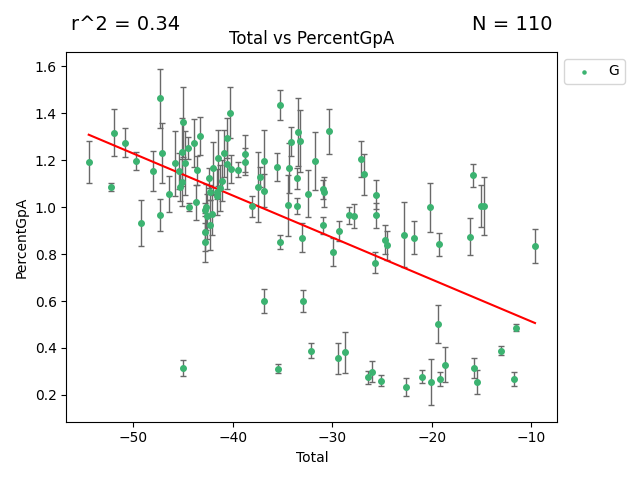 r^2 = 0.34 N = 110
Total vs PercentGpA
G
PercentGpA
1.6
1.4
1.2
1.0
0.8
0.6
0.4
0.2
−50 −40 −30 −20 −10
Total